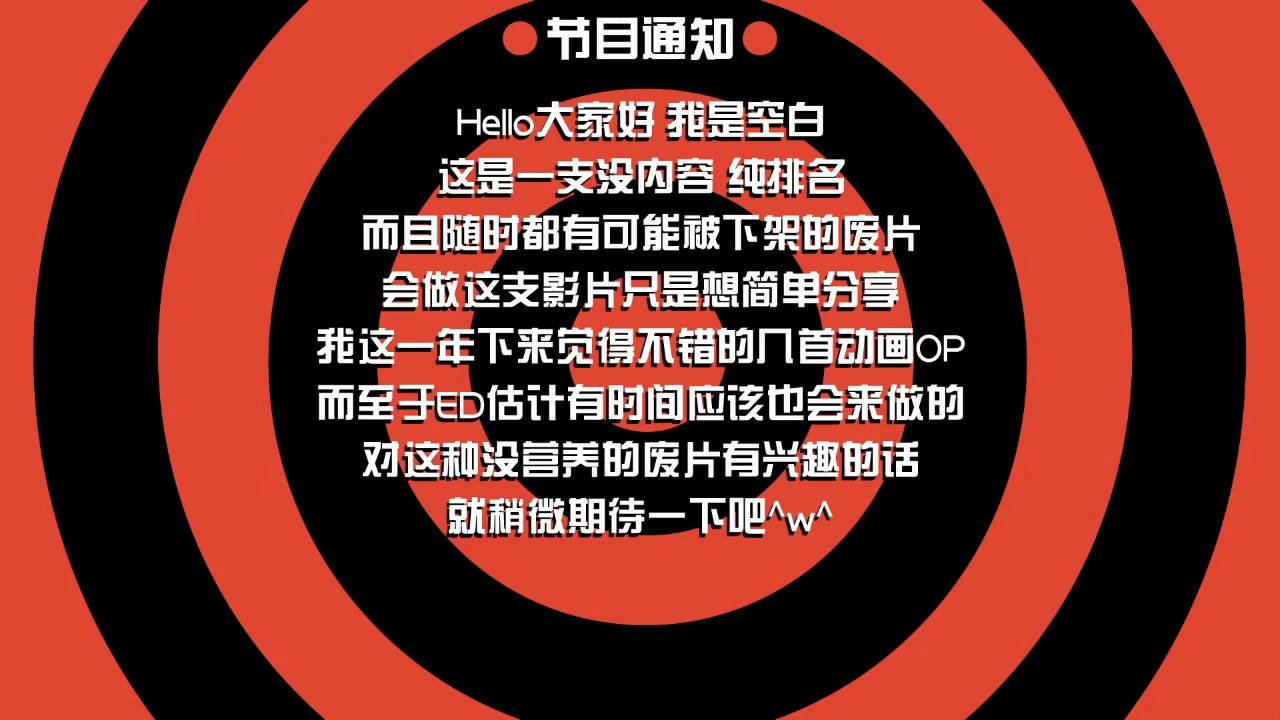 节目通知
Hello大家好 我是空白
这是一支没内容 纯排名
而且随时都有可能被下架的废片
会做这支影片只是想简单分享
我这一年下来觉得不错的几首动画OP
而至于ED估计有时间应该也会来做的
对这种没营养的废片有兴趣的话
就稍微期待一下吧^w^